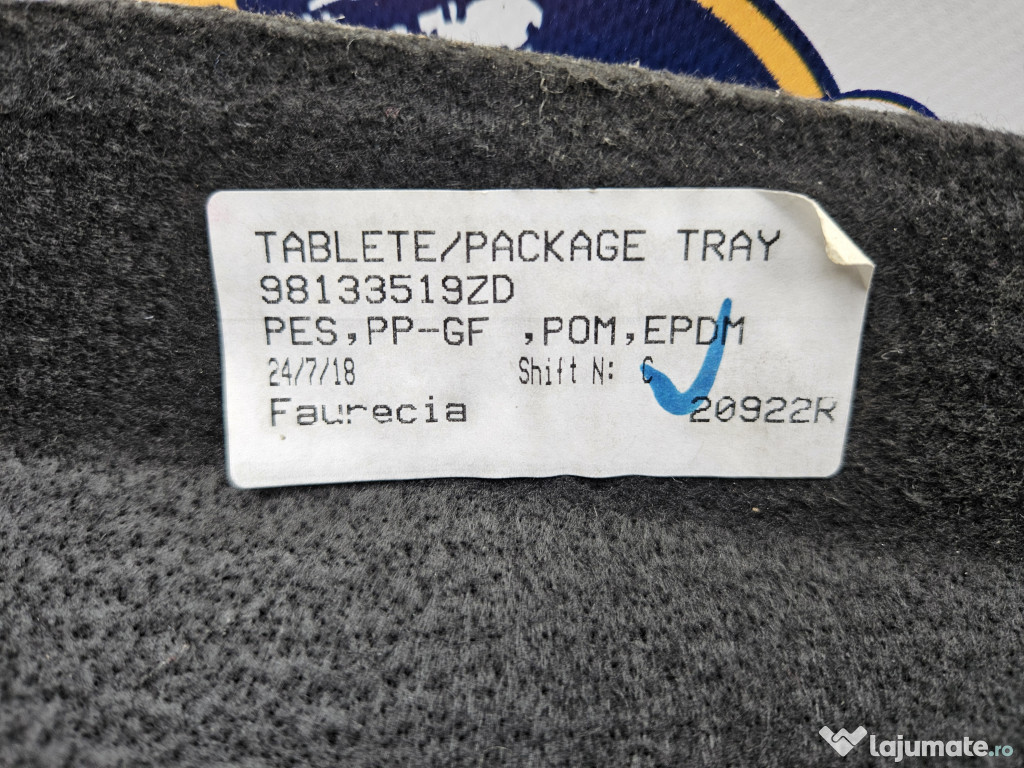 TABLETE/PACKAGE TRAY
98133519ZD
PES,PP-GF ,POM,EPDM
24/7/18 Shift N: C
Faurecia 20922R
lajumate.ro